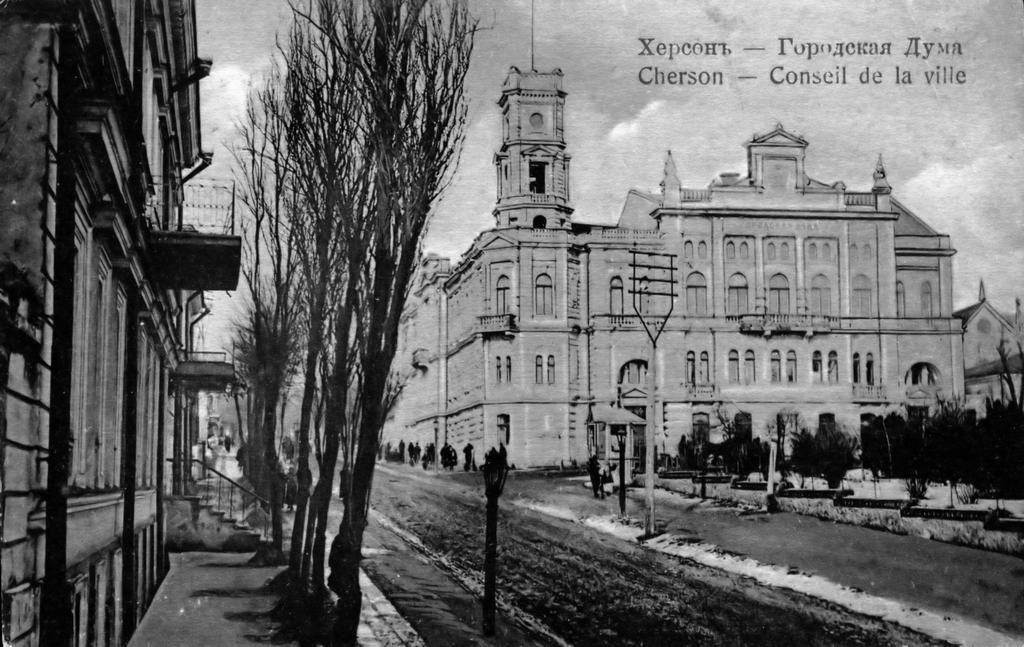 Херсонъ — Городская Дума
Cherson — Conseil de la ville